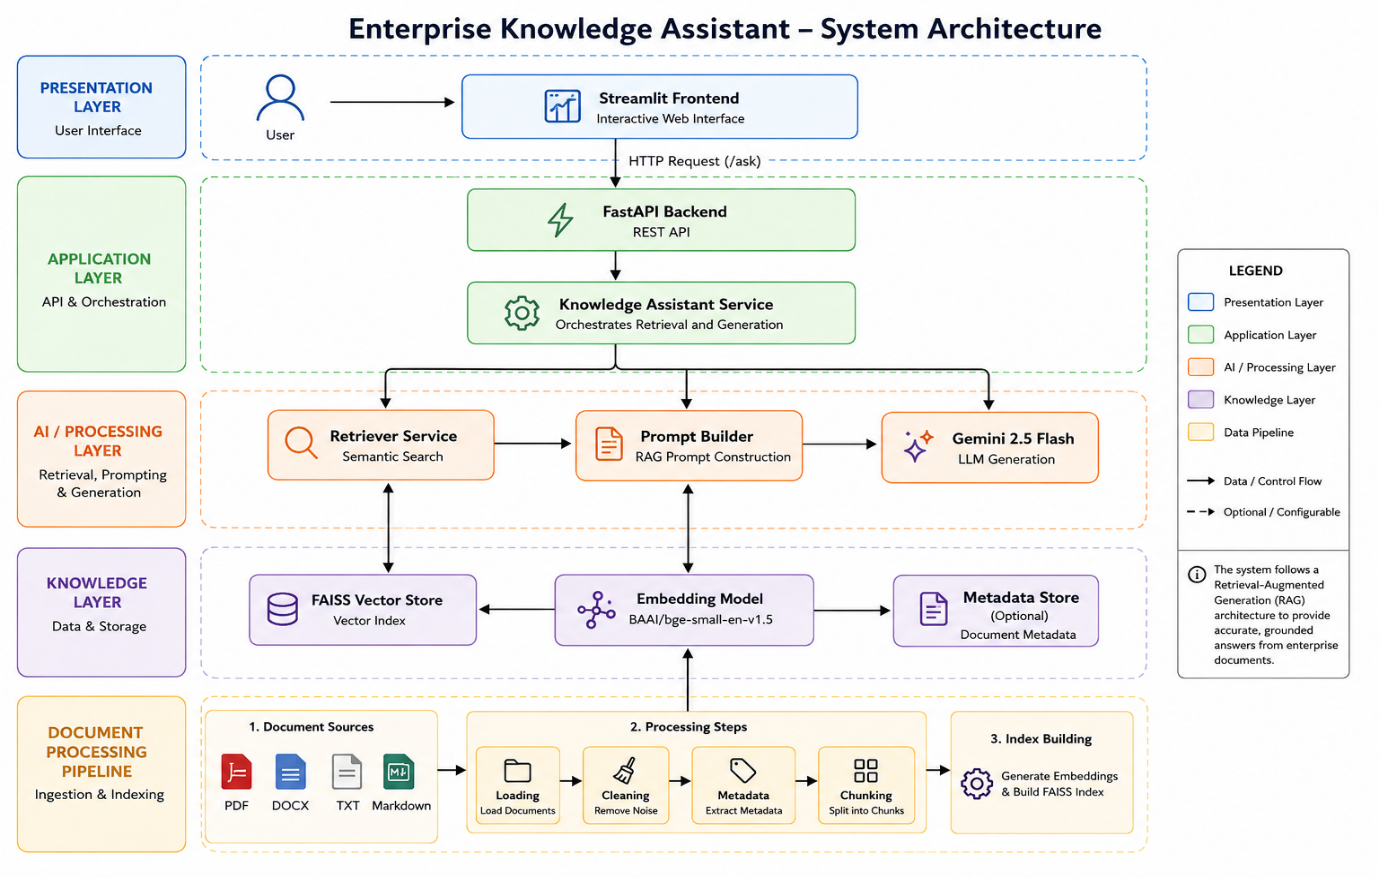 Enterprise Knowledge Assistant – System Architecture
PRESENTATION
LAYER
User Interface
User
Streamlit Frontend
Interactive Web Interface
HTTP Request (/ask)
APPLICATION
LAYER
API & Orchestration
FastAPI Backend
REST API
Knowledge Assistant Service
Orchestrates Retrieval and Generation
AI / PROCESSING
LAYER
Retrieval, Prompting
& Generation
Retriever Service
Semantic Search
Prompt Builder
RAG Prompt Construction
Gemini 2.5 Flash
LLM Generation
KNOWLEDGE
LAYER
Data & Storage
FAISS Vector Store
Vector Index
Embedding Model
BAAI/bge-small-en-v1.5
Metadata Store
(Optional)
Document Metadata
DOCUMENT
PROCESSING
PIPELINE
Ingestion & Indexing
1. Document Sources
PDF
DOCX
TXT
Markdown
2. Processing Steps
Loading
Load Documents
Cleaning
Remove Noise
Metadata
Extract Metadata
Chunking
Split into Chunks
3. Index Building
Generate Embeddings
& Build FAISS Index
LEGEND
Presentation Layer
Application Layer
AI / Processing Layer
Knowledge Layer
Data Pipeline
Data / Control Flow
Optional / Configurable
The system follows a
Retrieval-Augmented
Generation (RAG)
architecture to provide
accurate, grounded
answers from enterprise
documents.